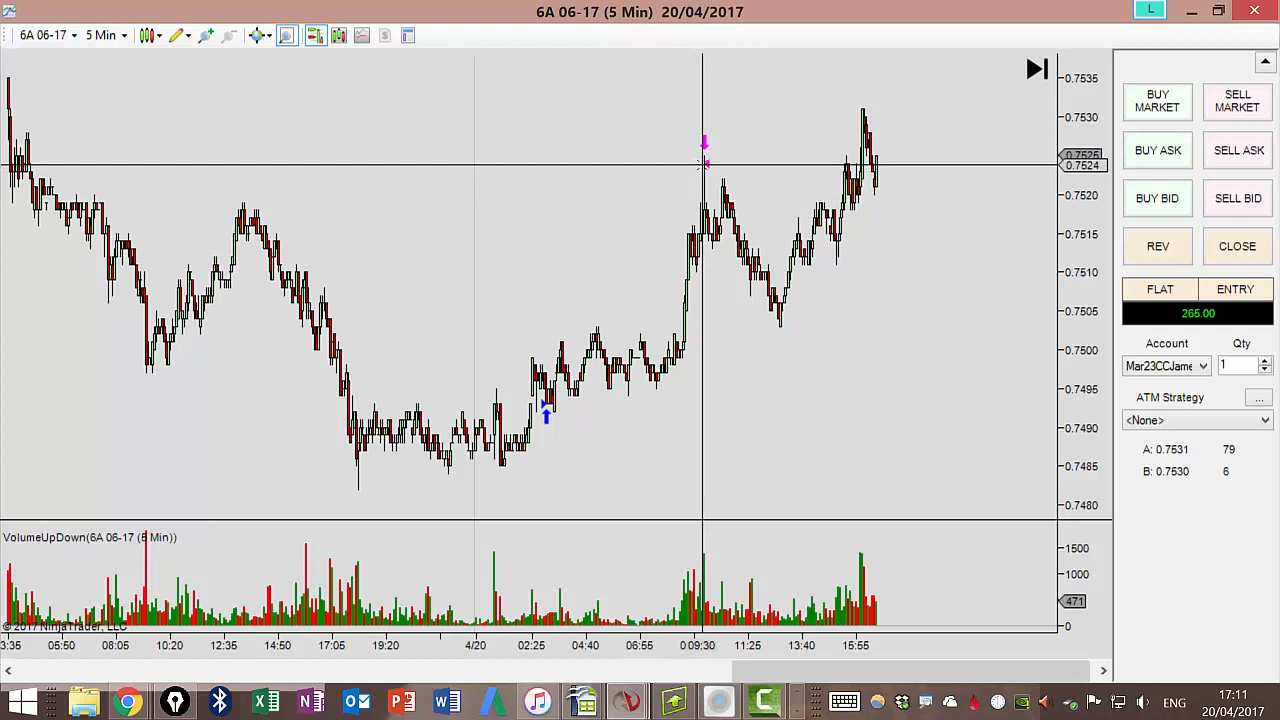 6A 06-17 (5 Min) 20/04/2017
L
6A 06-17
5 Min
BUY MARKET
SELL MARKET
BUY ASK
SELL ASK
BUY BID
SELL BID
REV
CLOSE
FLAT
ENTRY
265.00
Account
Qty
Mar23CCJame
1
ATM Strategy
...
<None>
A: 0.7531
79
B: 0.7530
6
0.7535
0.7530
0.7525
0.7524
0.7520
0.7515
0.7510
0.7505
0.7500
0.7495
0.7490
0.7485
0.7480
VolumeUpDown(6A 06-17 (5 Min))
1500
1000
471
0
© 2017 NinjaTrader, LLC
3:35
05:50
08:05
10:20
12:35
14:50
17:05
19:20
4/20
02:25
04:40
06:55
0 09:30
11:25
13:40
15:55
ENG
17:11
20/04/2017